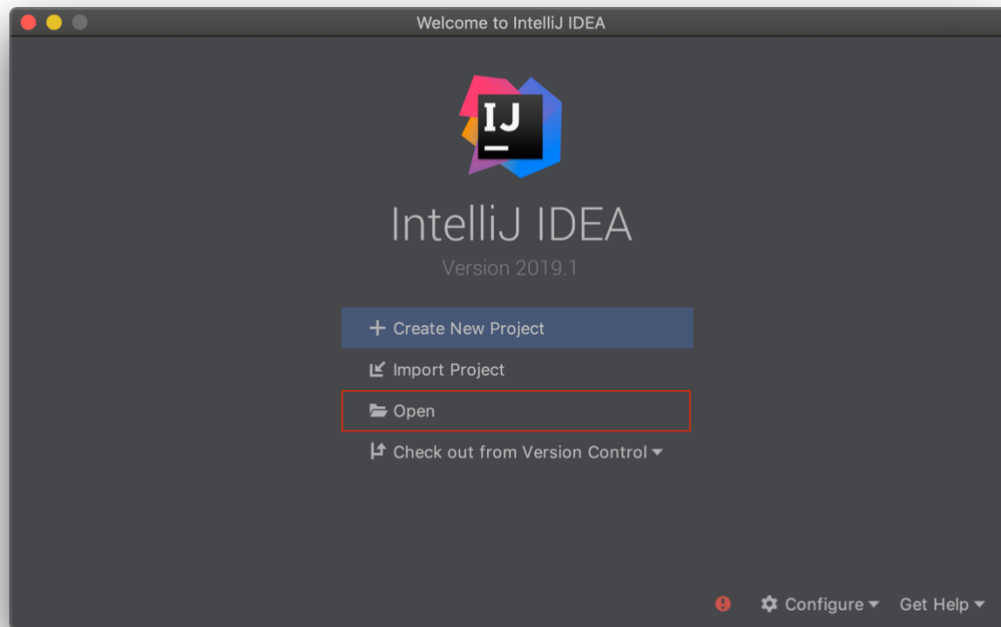 Welcome to IntelliJ IDEA
IJ
IntelliJ IDEA
Version 2019.1
Create New Project
Import Project
Open
Check out from Version Control
Configure Get Help